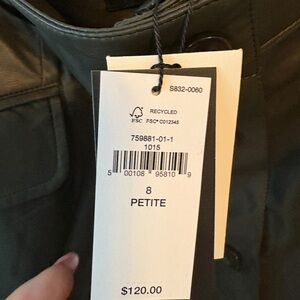 S832-0060
RECYCLED
FSC FSC® C012345
759881-01-1
1015
5 00108 95810 9
8
PETITE
$120.00